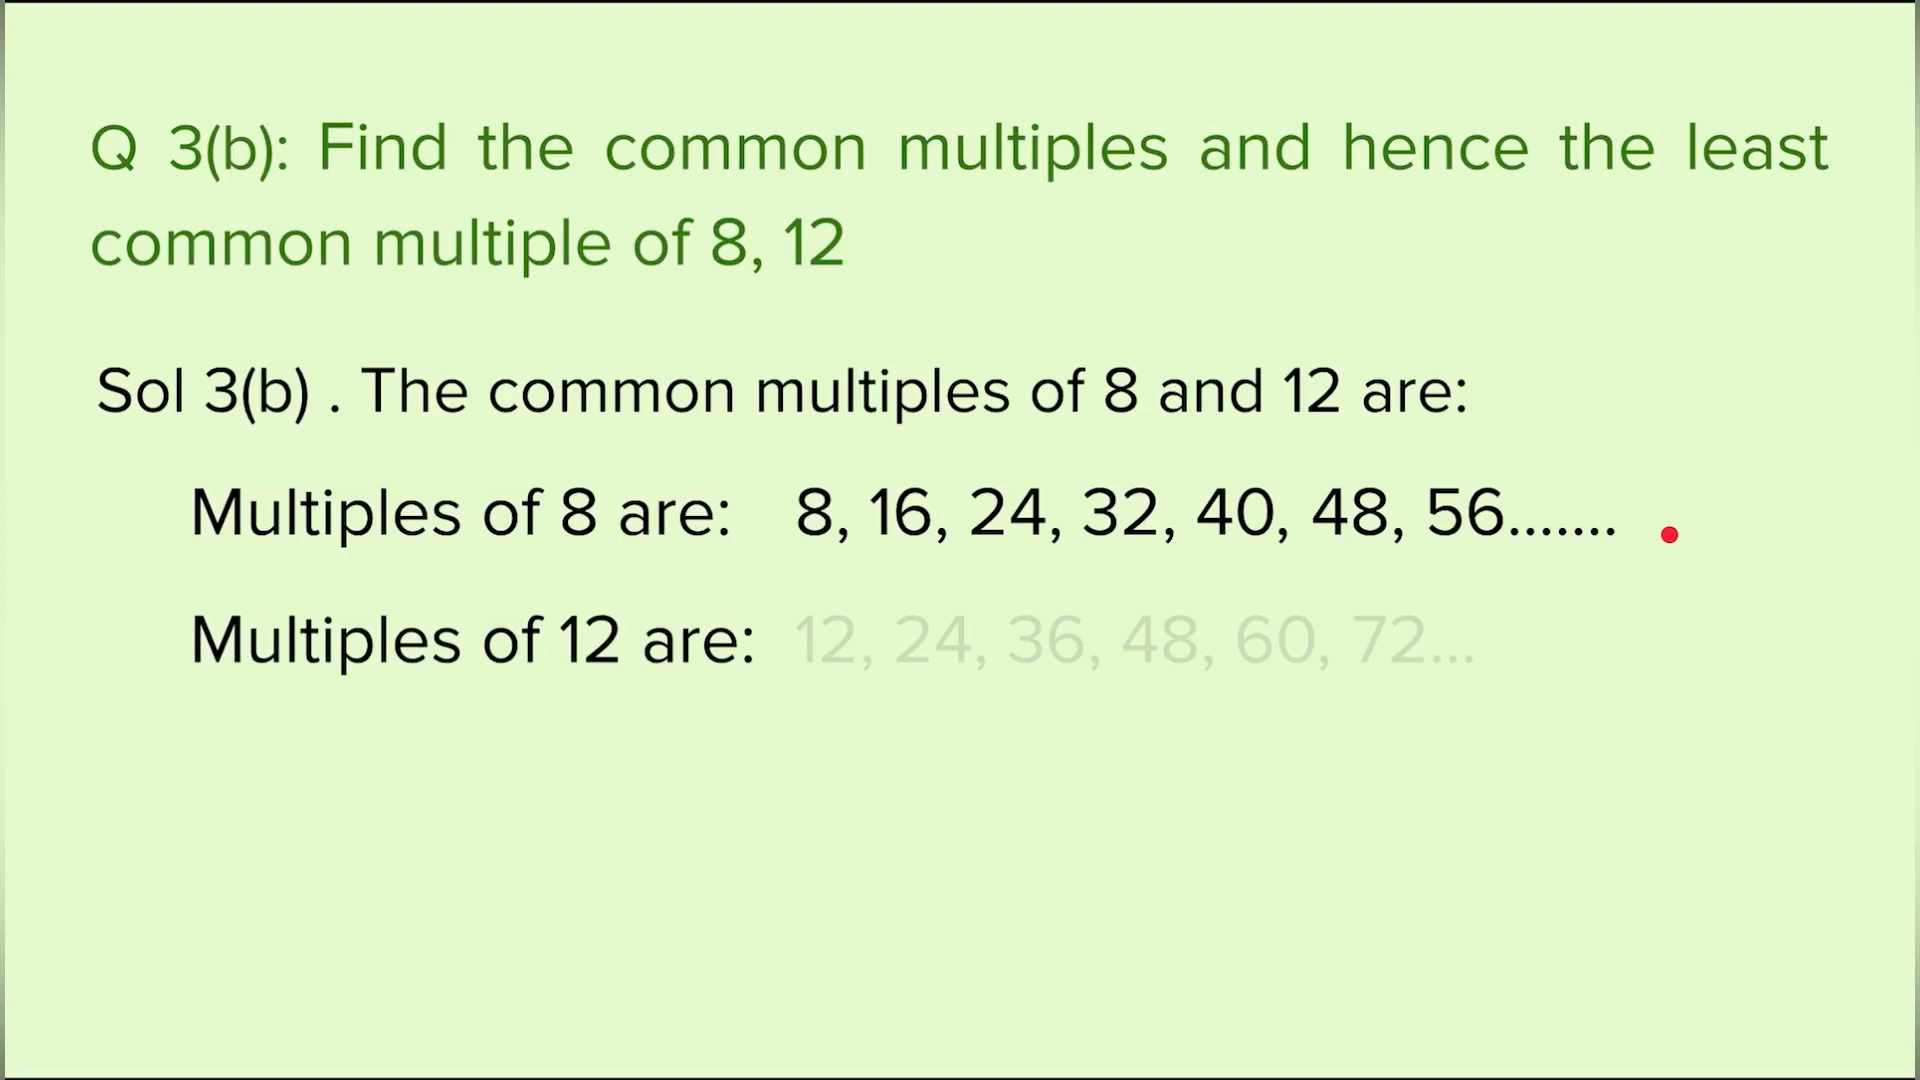 Q 3(b): Find the common multiples and hence the least
common multiple of 8, 12
Sol 3(b) . The common multiples of 8 and 12 are:
Multiples of 8 are: 8, 16, 24, 32, 40, 48, 56.......
Multiples of 12 are: 12, 24, 36, 48, 60, 72...